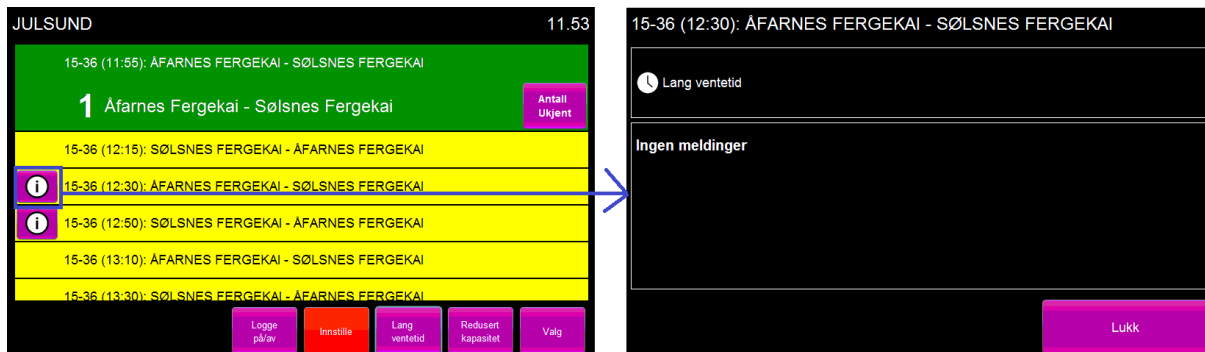 JULSUND 11.53
15-36 (11:55): ÅFARNES FERGEKAI - SØLSNES FERGEKAI
1 Åfarnes Fergekai - Sølsnes Fergekai
Antall
Ukjent
15-36 (12:15): SØLSNES FERGEKAI - ÅFARNES FERGEKAI
15-36 (12:30): ÅFARNES FERGEKAI - SØLSNES FERGEKAI
15-36 (12:50): SØLSNES FERGEKAI - ÅFARNES FERGEKAI
15-36 (13:10): ÅFARNES FERGEKAI - SØLSNES FERGEKAI
15-36 (13:30): SØLSNES FERGEKAI - ÅFARNES FERGEKAI
Logge
på/av
Innstille
Lang
ventetid
Redusert
kapasitet
Valg
15-36 (12:30): ÅFARNES FERGEKAI - SØLSNES FERGEKAI
Lang ventetid
Ingen meldinger
Lukk